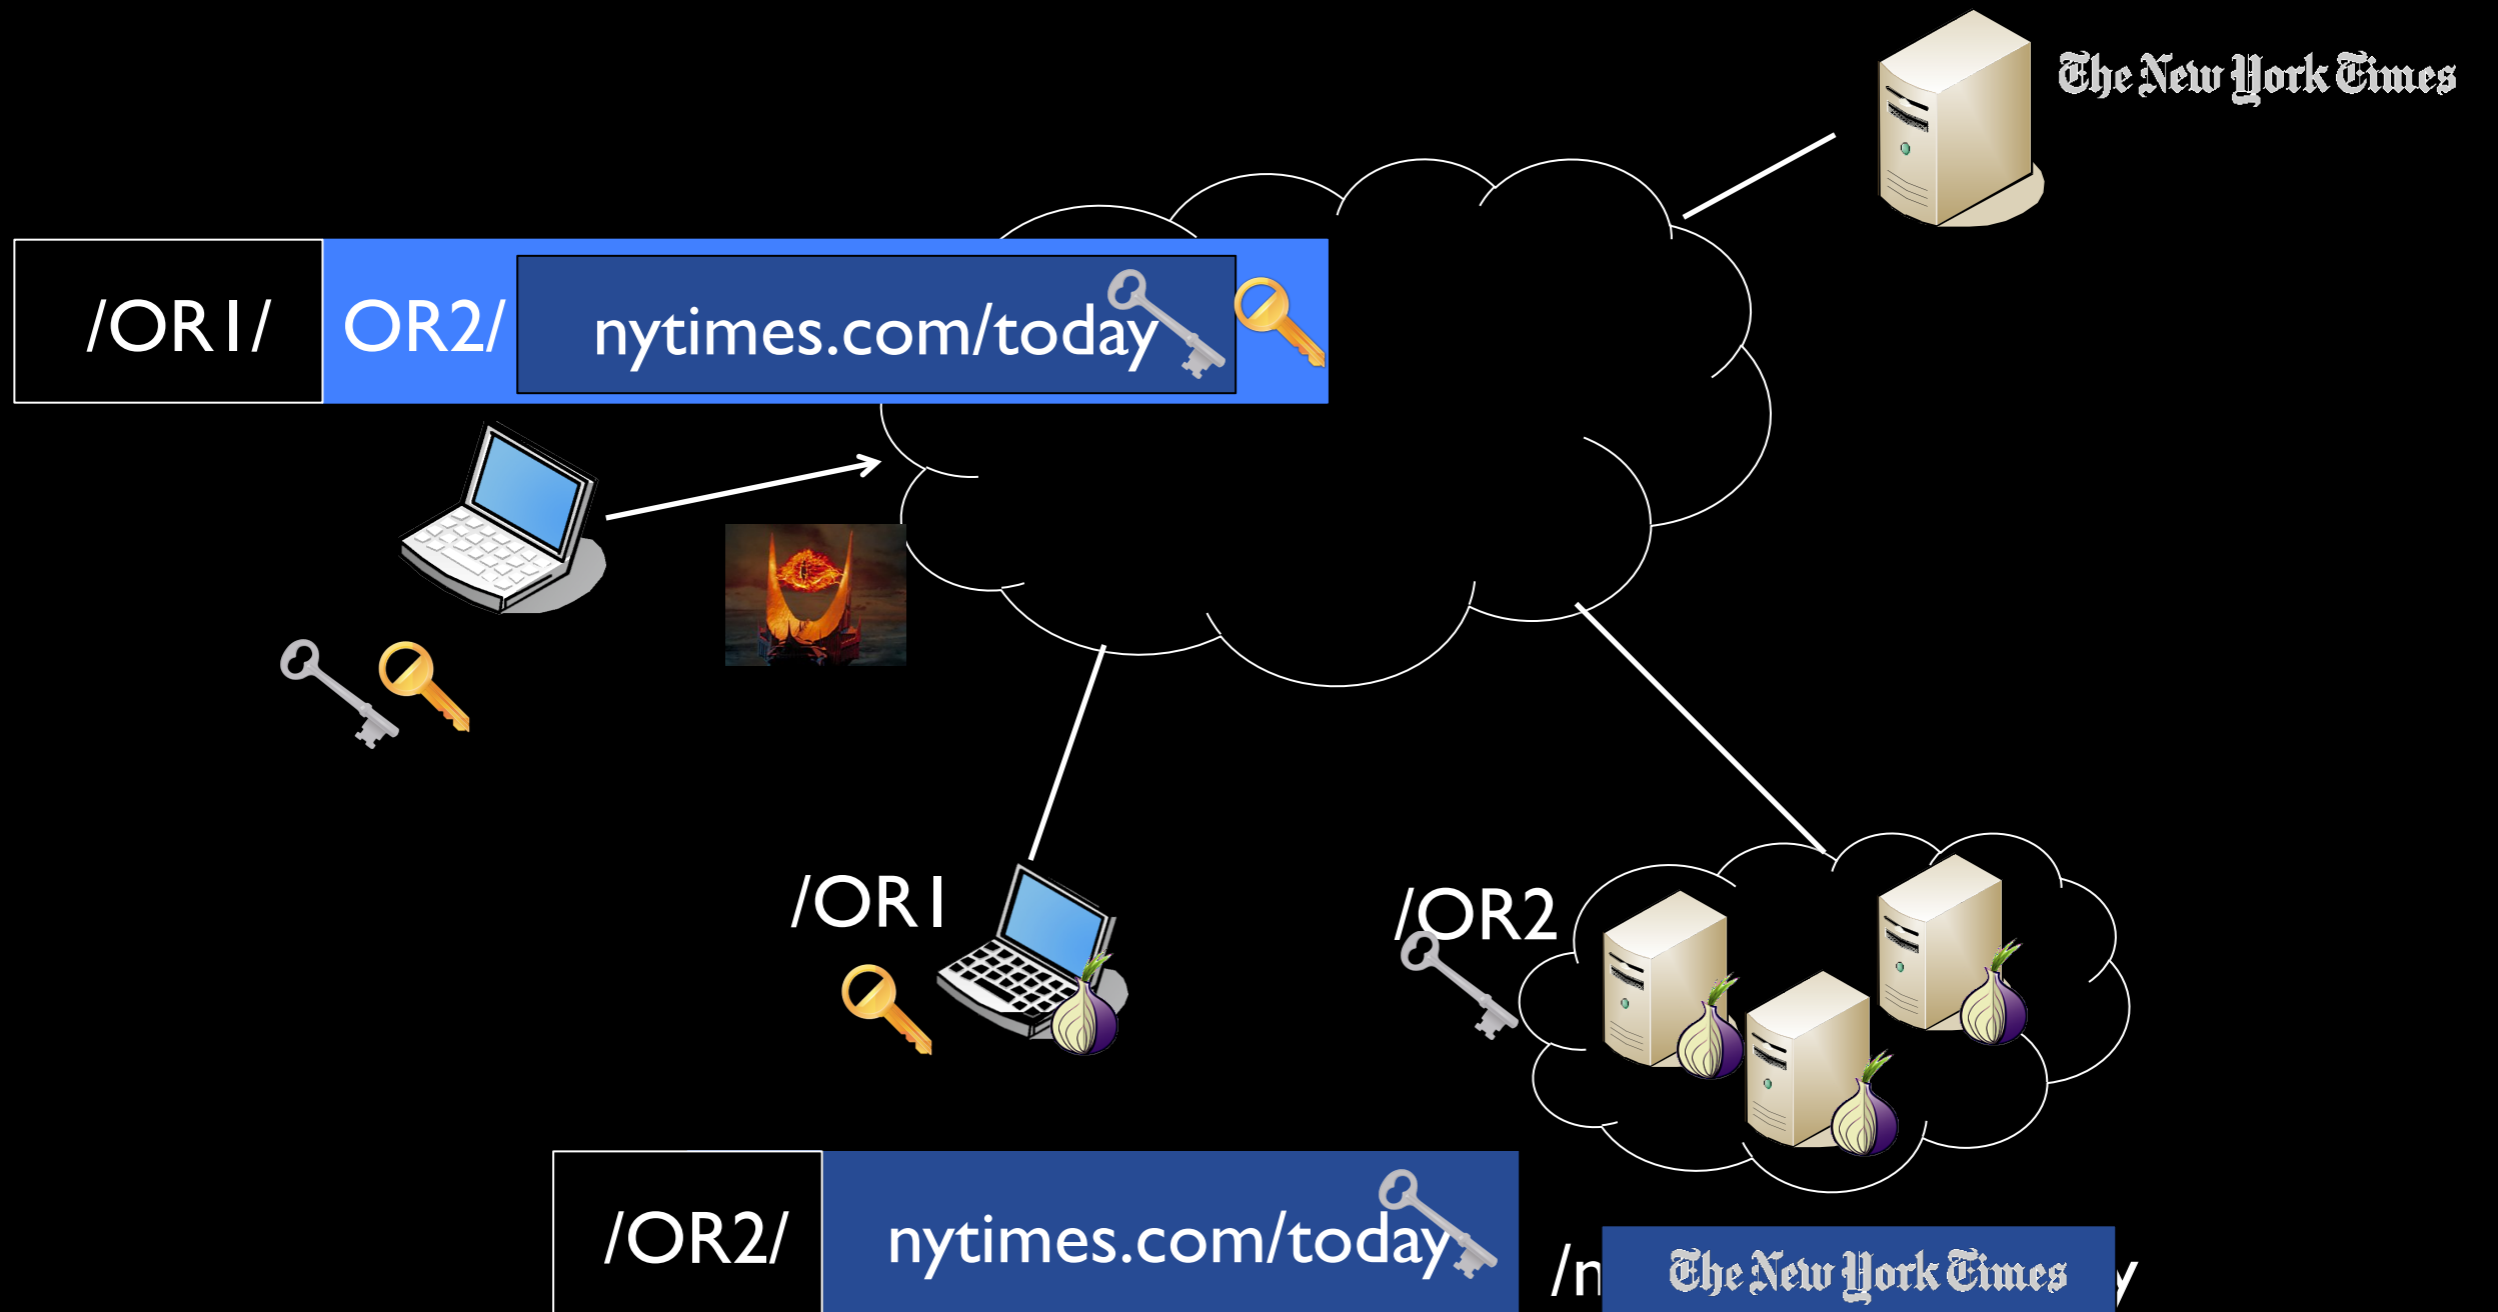 The New York Times
/OR1/ OR2/ nytimes.com/today
/OR1
/OR2
/OR2/ nytimes.com/today
The New York Times